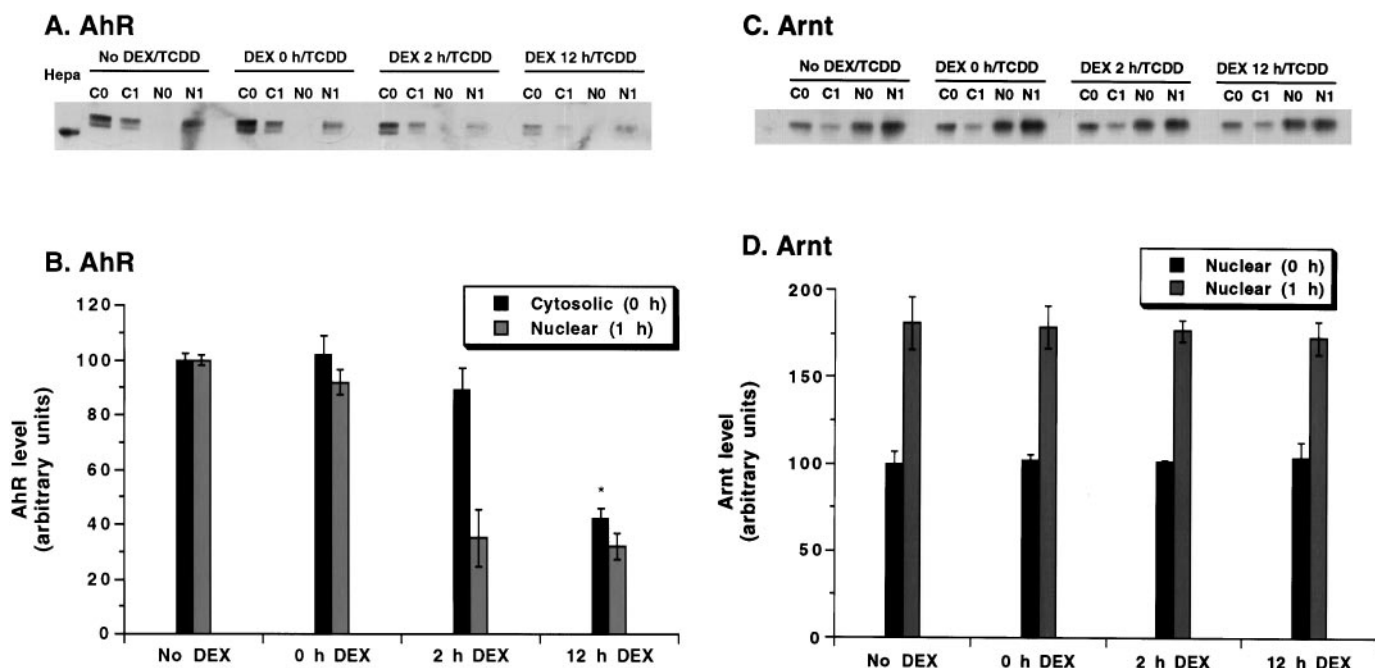 A. AhR
No DEX/TCDD DEX 0 h/TCDD DEX 2 h/TCDD DEX 12 h/TCDD
Hepa
C0 C1 N0 N1 C0 C1 N0 N1 C0 C1 N0 N1 C0 C1 N0 N1
C. Arnt
No DEX/TCDD DEX 0 h/TCDD DEX 2 h/TCDD DEX 12 h/TCDD
C0 C1 N0 N1 C0 C1 N0 N1 C0 C1 N0 N1 C0 C1 N0 N1
B. AhR
Cytosolic (0 h)
Nuclear (1 h)
AhR level
(arbitrary units)
120
100
80
60
40
20
0
*
No DEX 0 h DEX 2 h DEX 12 h DEX
D. Arnt
Nuclear (0 h)
Nuclear (1 h)
Arnt level
(arbitrary units)
200
150
100
50
0
No DEX 0 h DEX 2 h DEX 12 h DEX